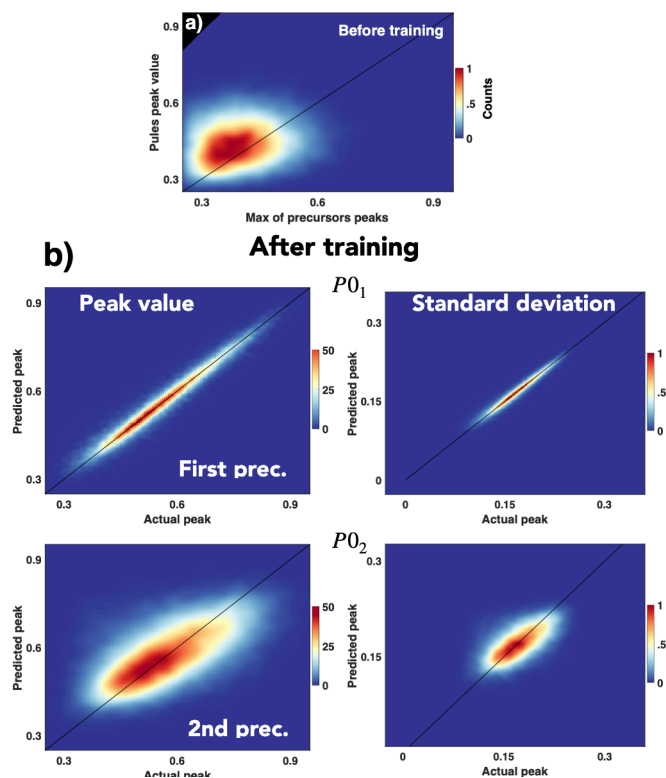 a)
Before training
0.9
0.6
0.3
Pules peak value
0.3 0.6 0.9
Max of precursors peaks
1
.5
0
Counts
b)
After training
P0₁
Peak value
First prec.
0.9
0.6
0.3
Predicted peak
0.3 0.6 0.9
Actual peak
50
25
0
Standard deviation
0.3
0.15
0
Predicted peak
0 0.15 0.3
Actual peak
1
.5
0
P0₂
2nd prec.
0.9
0.6
0.3
Predicted peak
0.3 0.6 0.9
Actual peak
50
25
0
0.3
0.15
Predicted peak
0 0.15 0.3
Actual peak
1
.5
0